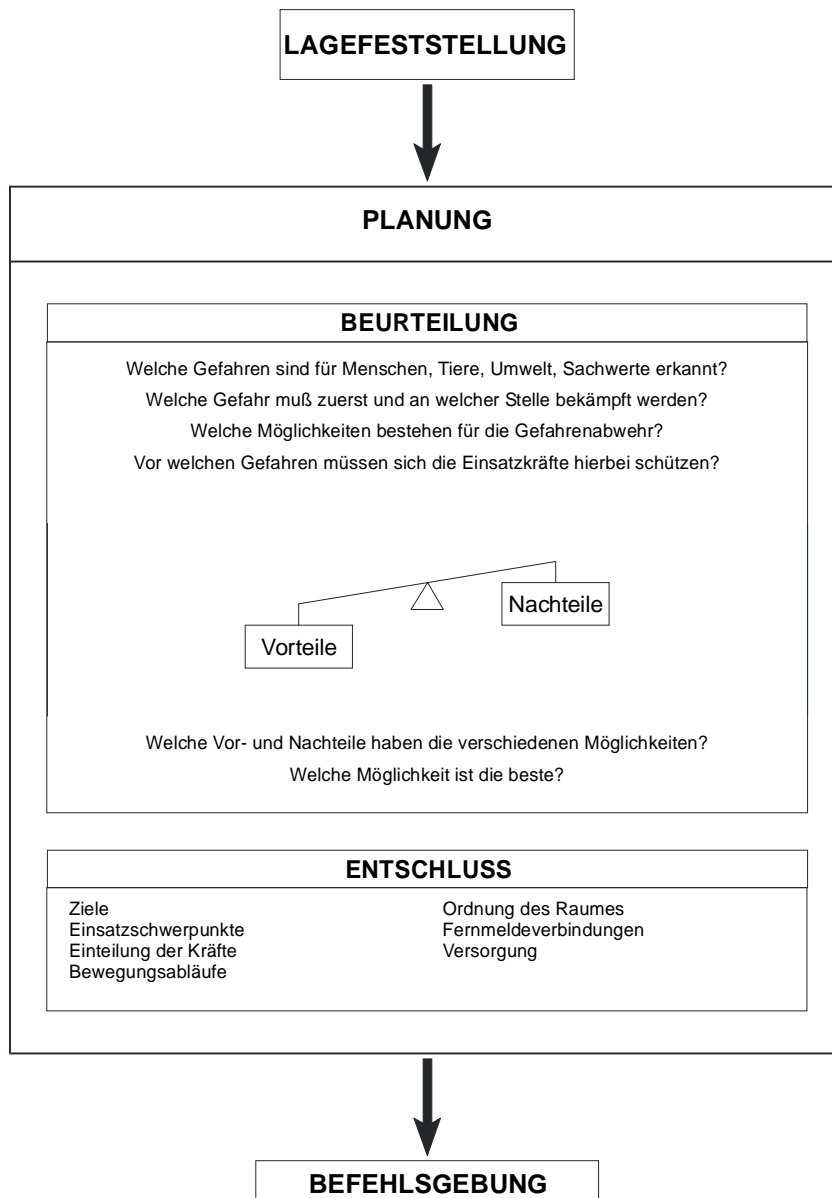 LAGEFESTSTELLUNG
PLANUNG
BEURTEILUNG
Welche Gefahren sind für Menschen, Tiere, Umwelt, Sachwerte erkannt?
Welche Gefahr muß zuerst und an welcher Stelle bekämpft werden?
Welche Möglichkeiten bestehen für die Gefahrenabwehr?
Vor welchen Gefahren müssen sich die Einsatzkräfte hierbei schützen?
Nachteile
Vorteile
Welche Vor- und Nachteile haben die verschiedenen Möglichkeiten?
Welche Möglichkeit ist die beste?
ENTSCHLUSS
Ziele
Einsatzschwerpunkte
Einteilung der Kräfte
Bewegungsabläufe
Ordnung des Raumes
Fernmeldeverbindungen
Versorgung
BEFEHLSGEBUNG